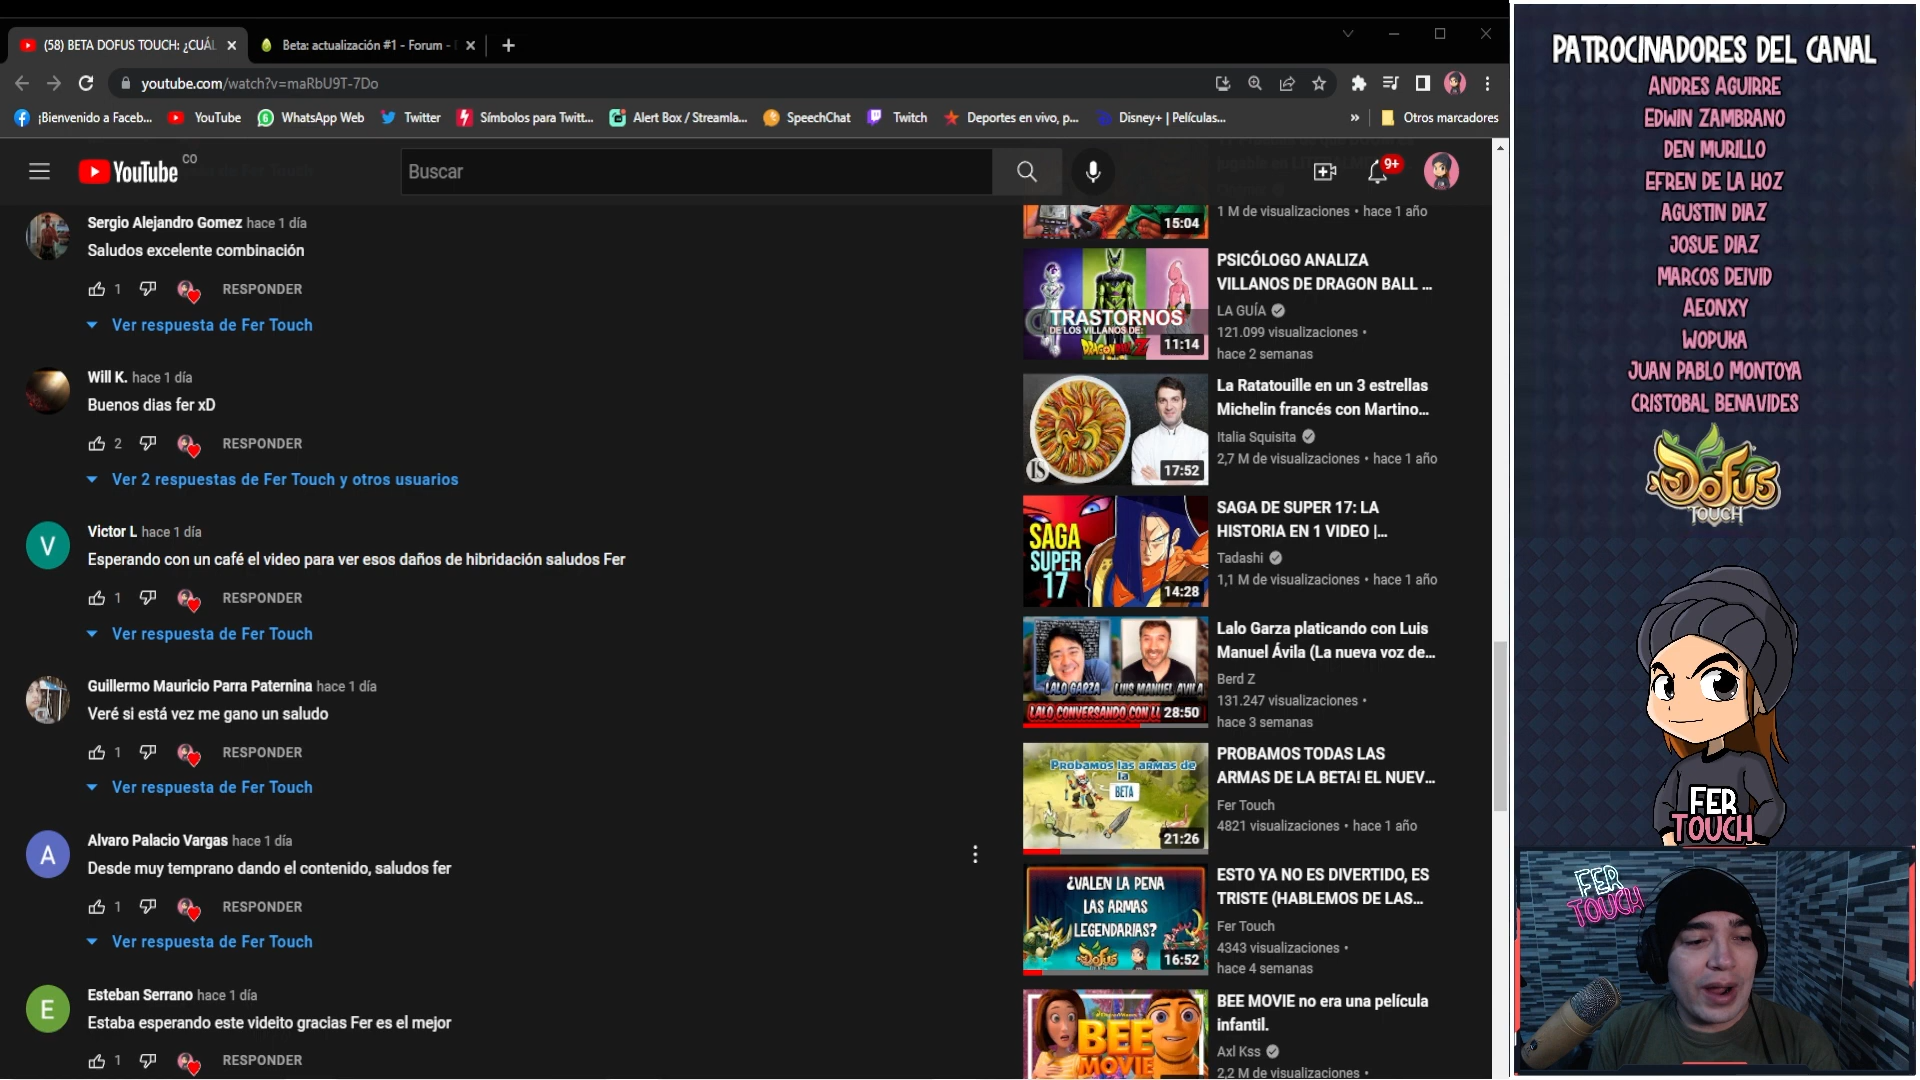 (58) BETA DOFUS TOUCH: ¿CUÁL
Beta: actualización #1 - Forum -
youtube.com/watch?v=maRbU9T-7Do
¡Bienvenido a Faceb...
YouTube
WhatsApp Web
Twitter
Símbolos para Twitt...
Alert Box / Streamla...
SpeechChat
Twitch
Deportes en vivo, p...
Disney+ | Películas...
»
Otros marcadores
YouTube
CO
Buscar
9+
Sergio Alejandro Gomez hace 1 día
Saludos excelente combinación
1
RESPONDER
Ver respuesta de Fer Touch
Will K. hace 1 día
Buenos dias fer xD
2
RESPONDER
Ver 2 respuestas de Fer Touch y otros usuarios
V
Victor L hace 1 día
Esperando con un café el video para ver esos daños de hibridación saludos Fer
1
RESPONDER
Ver respuesta de Fer Touch
Guillermo Mauricio Parra Paternina hace 1 día
Veré si está vez me gano un saludo
1
RESPONDER
Ver respuesta de Fer Touch
A
Alvaro Palacio Vargas hace 1 día
Desde muy temprano dando el contenido, saludos fer
1
RESPONDER
Ver respuesta de Fer Touch
E
Esteban Serrano hace 1 día
Estaba esperando este videito gracias Fer es el mejor
1
RESPONDER
15:04
1 M de visualizaciones • hace 1 año
TRASTORNOS
DE LOS VILLANOS DE:
DRAGON BALL Z
11:14
PSICÓLOGO ANALIZA
VILLANOS DE DRAGON BALL ...
LA GUÍA
121.099 visualizaciones •
hace 2 semanas
IS
17:52
La Ratatouille en un 3 estrellas
Michelin francés con Martino...
Italia Squisita
2,7 M de visualizaciones • hace 1 año
SAGA
SUPER
17
14:28
SAGA DE SUPER 17: LA
HISTORIA EN 1 VIDEO |...
Tadashi
1,1 M de visualizaciones • hace 1 año
LALO GARZA
LUIS MANUEL AVILA
LALO CONVERSANDO CON LU
28:50
Lalo Garza platicando con Luis
Manuel Ávila (La nueva voz de...
Berd Z
131.247 visualizaciones •
hace 3 semanas
Probamos las armas de
la
BETA
21:26
PROBAMOS TODAS LAS
ARMAS DE LA BETA! EL NUEV...
Fer Touch
4821 visualizaciones • hace 1 año
¿VALEN LA PENA
LAS ARMAS
LEGENDARIAS?
DOFUS
16:52
ESTO YA NO ES DIVERTIDO, ES
TRISTE (HABLEMOS DE LAS...
Fer Touch
4343 visualizaciones •
hace 4 semanas
BEE
MOVIE
BEE MOVIE no era una película
infantil.
Axl Kss
2,2 M de visualizaciones •
PATROCINADORES DEL CANAL
ANDRES AGUIRRE
EDWIN ZAMBRANO
DEN MURILLO
EFREN DE LA HOZ
AGUSTIN DIAZ
JOSUE DIAZ
MARCOS DEIVID
AEONXY
WOPUKA
JUAN PABLO MONTOYA
CRISTOBAL BENAVIDES
DOFUS
TOUCH
FER
TOUCH
FER
TOUCH